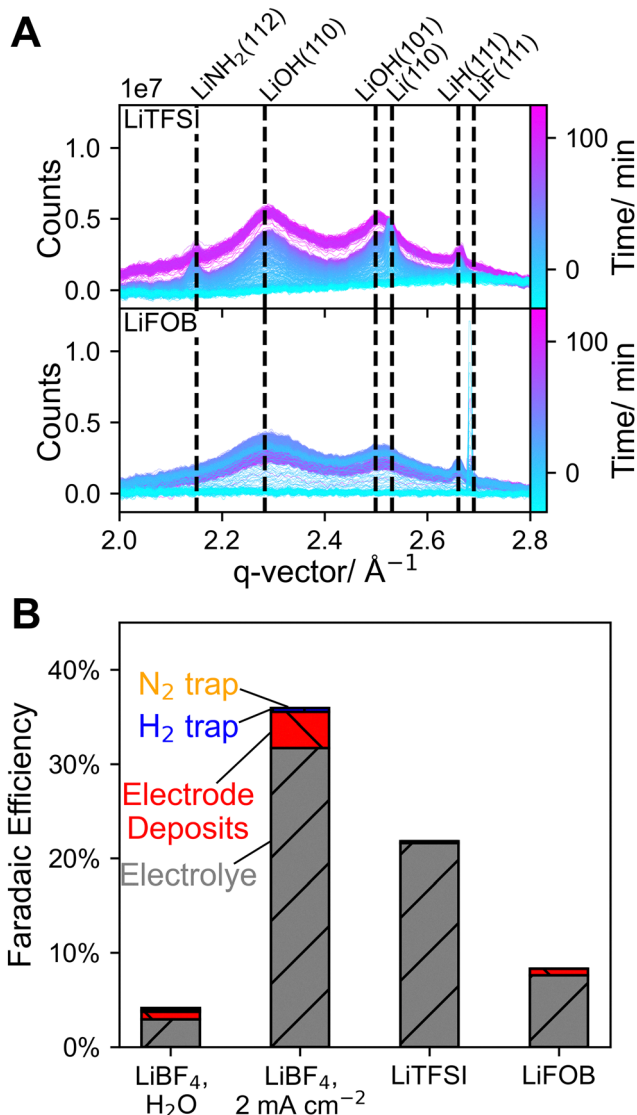 A
LiNH₂(112)
LiOH(110)
LiOH(101)
Li(110)
LiH(111)
LiF(111)
1e7
LiTFSI
1.0
0.5
0.0
Counts
100
0
Time/ min
LiFOB
1.0
0.5
0.0
Counts
100
0
Time/ min
2.0 2.2 2.4 2.6 2.8
q-vector/ Å⁻¹
B
40%
30%
20%
10%
0%
Faradaic Efficiency
N₂ trap
H₂ trap
Electrode
Deposits
Electrolye
LiBF₄,
H₂O
LiBF₄,
2 mA cm⁻²
LiTFSI
LiFOB